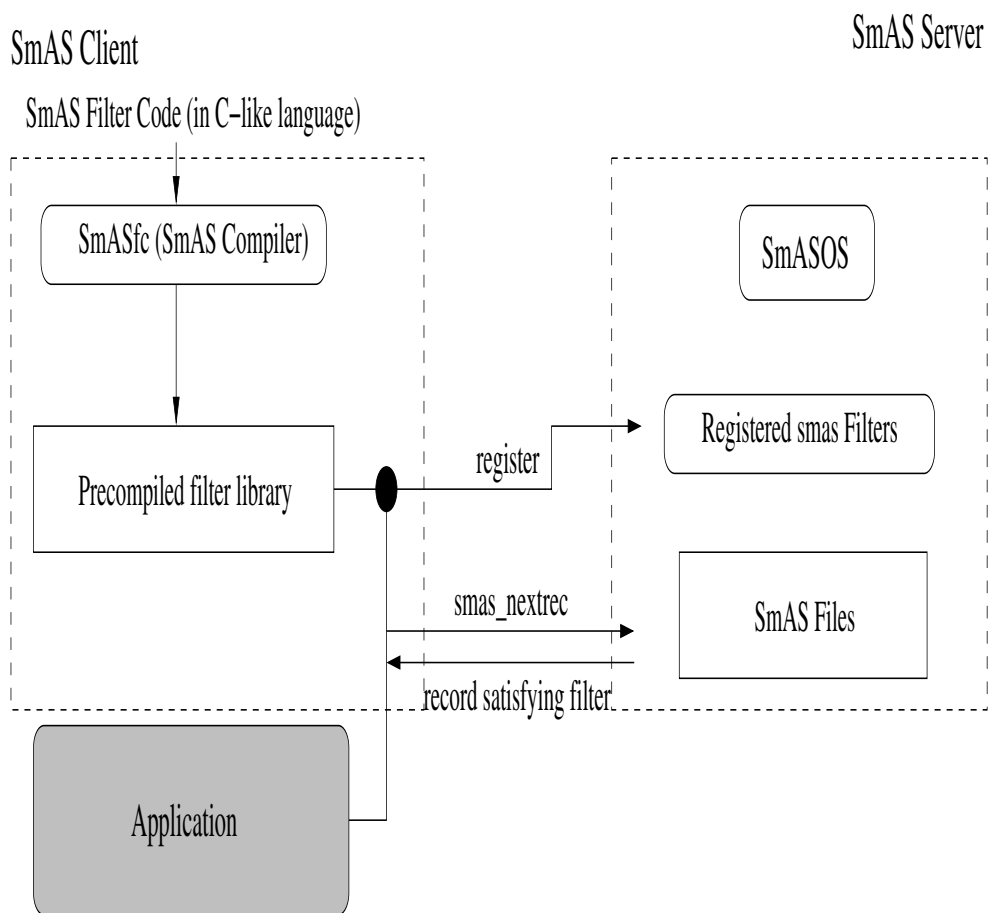 SmAS Client
SmAS Server
SmAS Filter Code (in C−like language)
SmASfc (SmAS Compiler)
SmASOS
Registered smas Filters
register
Precompiled filter library
smas_nextrec
SmAS Files
record satisfying filter
Application